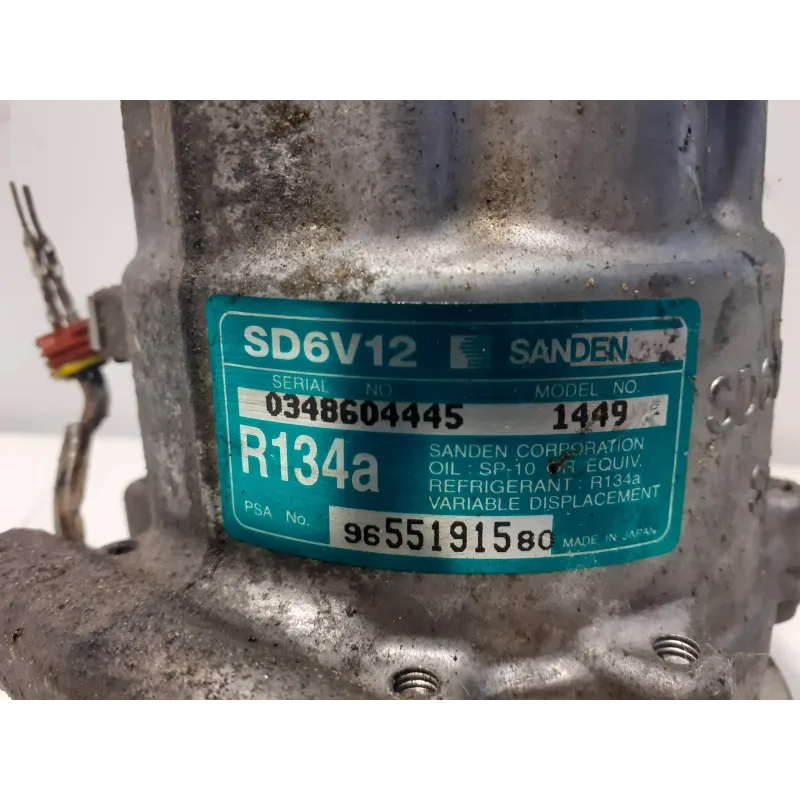 SD6V12 SANDEN
SERIAL NO MODEL NO.
0348604445 1449
R134a
SANDEN CORPORATION
OIL : SP-10 OR EQUIV.
REFRIGERANT : R134a
VARIABLE DISPLACEMENT
PSA No. 9655191580 MADE IN JAPAN